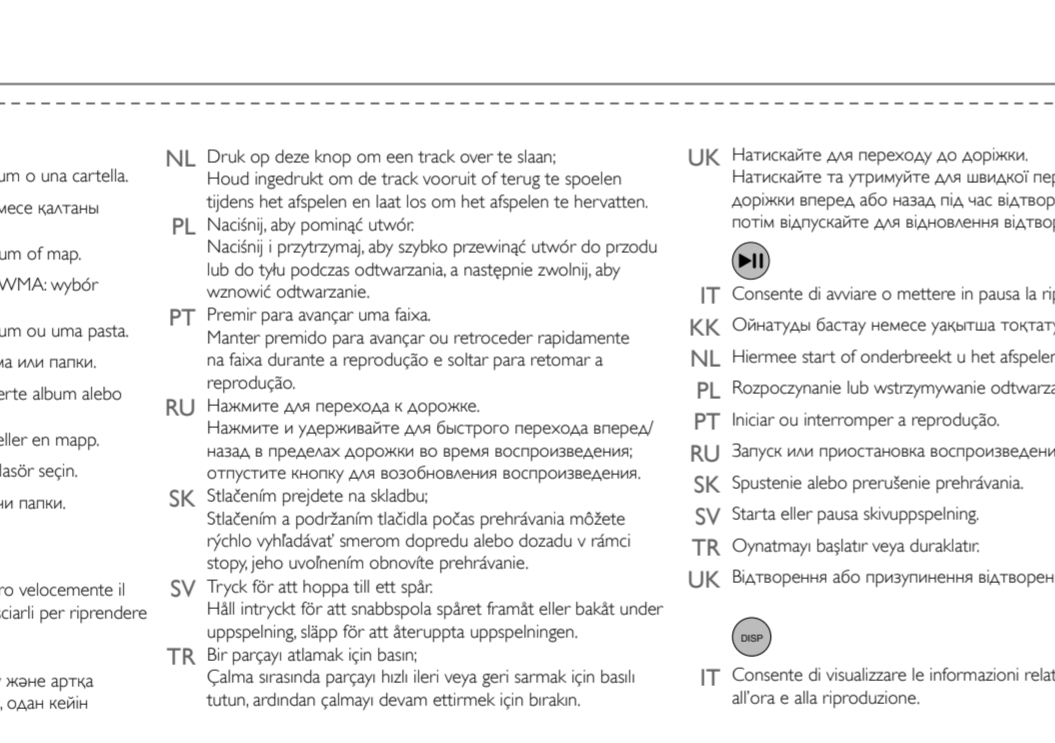 um o una cartella.
месе қалтаны
um of map.
WMA: wybór
um ou uma pasta.
ма или папки.
erte album alebo
eller en mapp.
lasör seçin.
чи папки.
ro velocemente il
sciarli per riprendere
және артқа
, одан кейін
NL Druk op deze knop om een track over te slaan;
Houd ingedrukt om de track vooruit of terug te spoelen
tijdens het afspelen en laat los om het afspelen te hervatten.
PL Naciśnij, aby pominąć utwór.
Naciśnij i przytrzymaj, aby szybko przewinąć utwór do przodu
lub do tyłu podczas odtwarzania, a następnie zwolnij, aby
wznowić odtwarzanie.
PT Premir para avançar uma faixa.
Manter premido para avançar ou retroceder rapidamente
na faixa durante a reprodução e soltar para retomar a
reprodução.
RU Нажмите для перехода к дорожке.
Нажмите и удерживайте для быстрого перехода вперед/
назад в пределах дорожки во время воспроизведения;
отпустите кнопку для возобновления воспроизведения.
SK Stlačením prejdete na skladbu;
Stlačením a podržaním tlačidla počas prehrávania môžete
rýchlo vyhľadávať smerom dopredu alebo dozadu v rámci
stopy, jeho uvoľnením obnovíte prehrávanie.
SV Tryck för att hoppa till ett spår.
Håll intryckt för att snabbspola spåret framåt eller bakåt under
uppspelning, släpp för att återuppta uppspelningen.
TR Bir parçayı atlamak için basın;
Çalma sırasında parçayı hızlı ileri veya geri sarmak için basılı
tutun, ardından çalmayı devam ettirmek için bırakın.
UK Натискайте для переходу до доріжки.
Натискайте та утримуйте для швидкої пер
доріжки вперед або назад під час відтвор
потім відпускайте для відновлення відтвор
IT Consente di avviare o mettere in pausa la rip
KK Ойнатуды бастау немесе уақытша тоқтату
NL Hiermee start of onderbreekt u het afspelen
PL Rozpoczynanie lub wstrzymywanie odtwarza
PT Iniciar ou interromper a reprodução.
RU Запуск или приостановка воспроизведени
SK Spustenie alebo prerušenie prehrávania.
SV Starta eller pausa skivuppspelning.
TR Oynatmayı başlatır veya duraklatır.
UK Відтворення або призупинення відтворен
DISP
IT Consente di visualizzare le informazioni relat
all'ora e alla riproduzione.